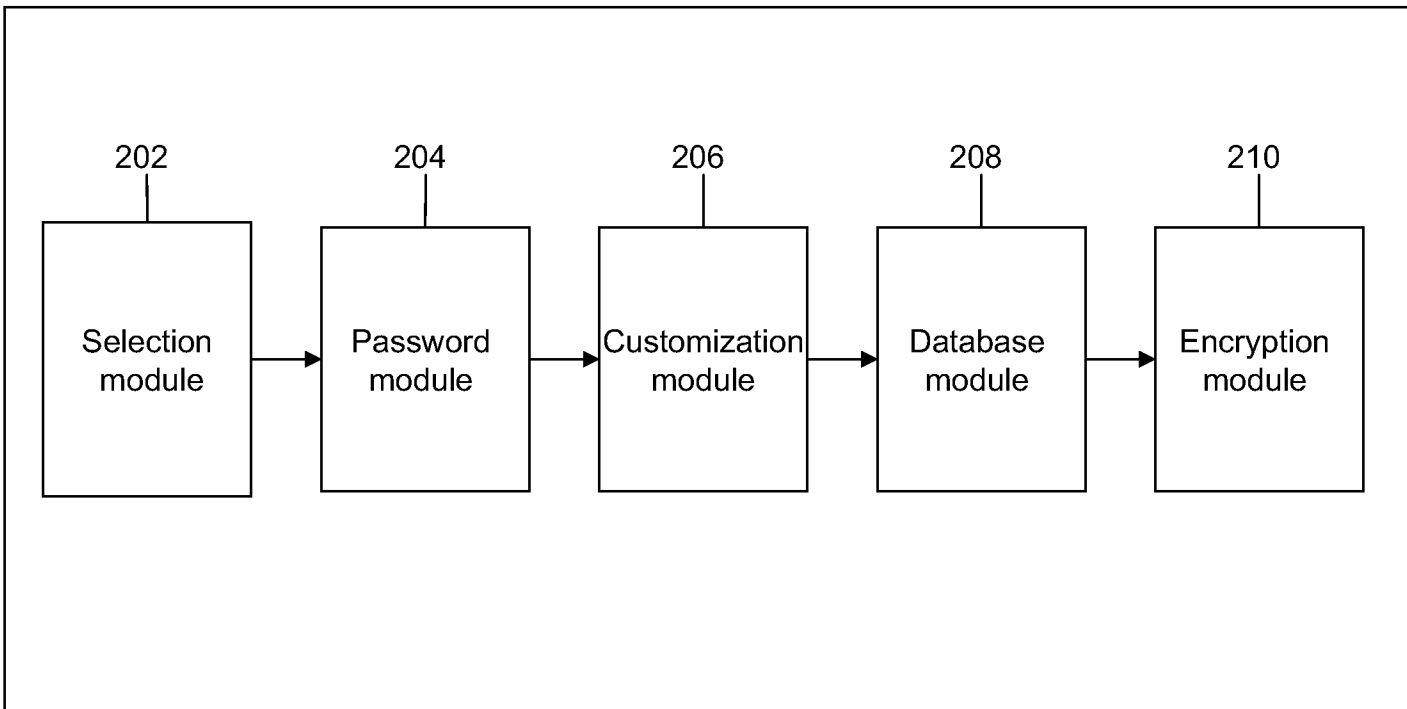 202
204
206
208
210
Selection
module
Password
module
Customization
module
Database
module
Encryption
module